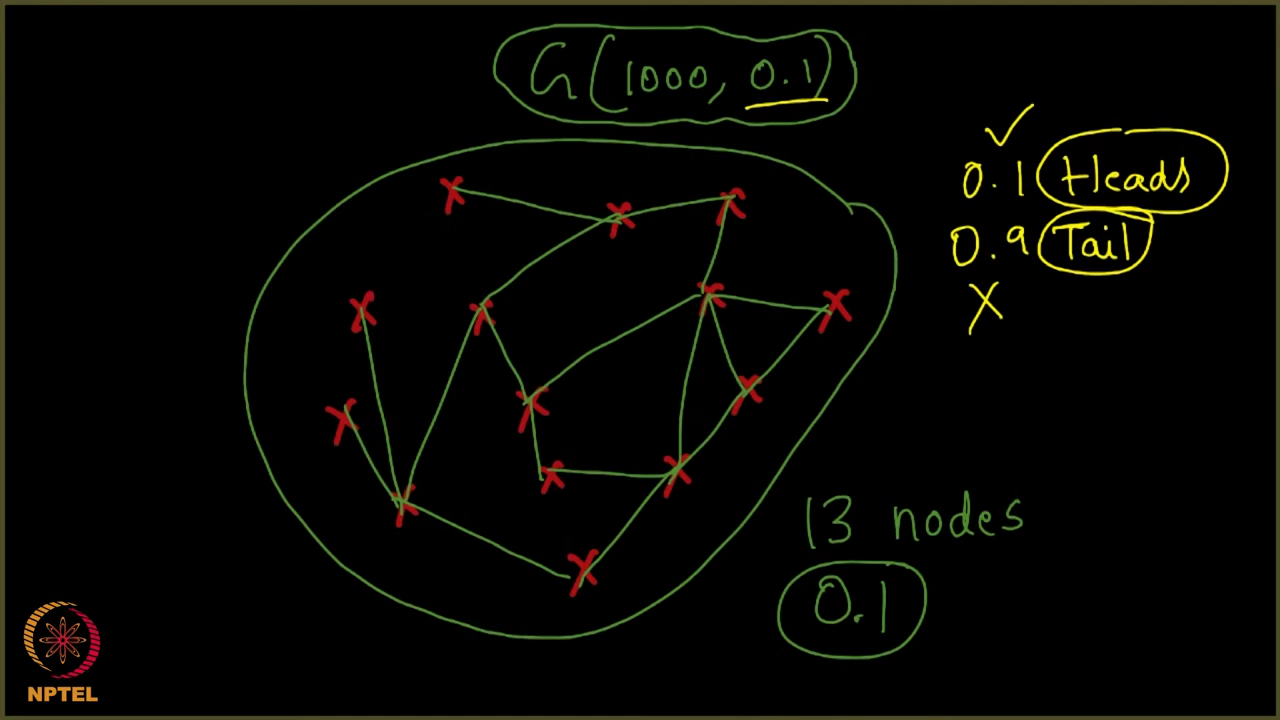 G(1000, 0.1)
✓
0.1 Heads
0.9 Tail
X
13 nodes
0.1
NPTEL